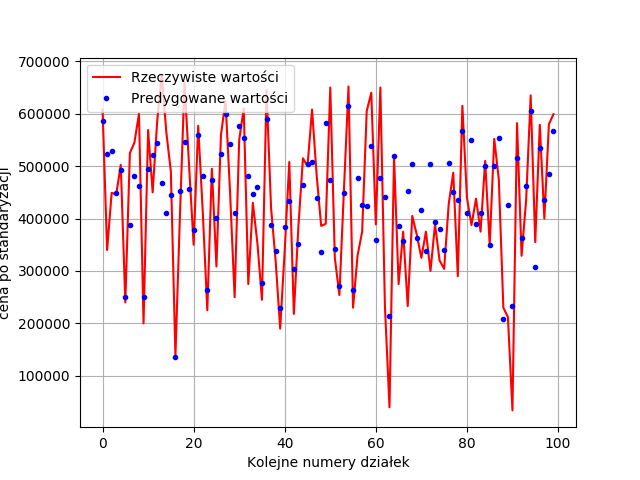 700000
600000
500000
400000
300000
200000
100000
cena po standaryzacji
Rzeczywiste wartości
Predygowane wartości
0 20 40 60 80 100
Kolejne numery działek